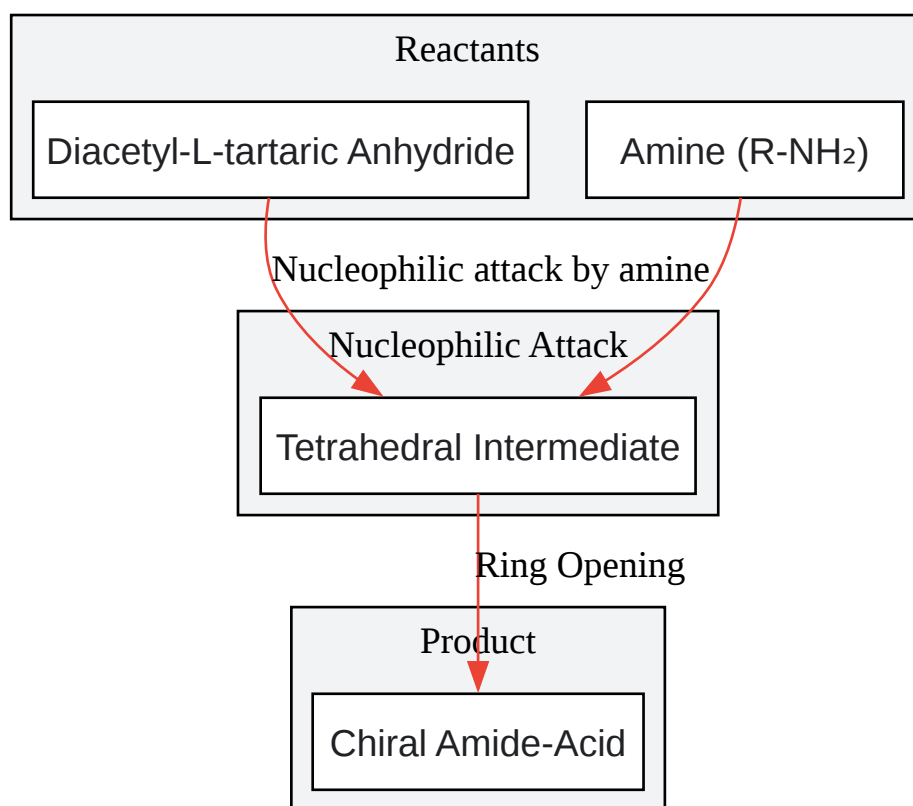 Reactants
Diacetyl-L-tartaric Anhydride
Amine (R-NH₂)
Nucleophilic attack by amine
Nucleophilic Attack
Tetrahedral Intermediate
Ring Opening
Product
Chiral Amide-Acid